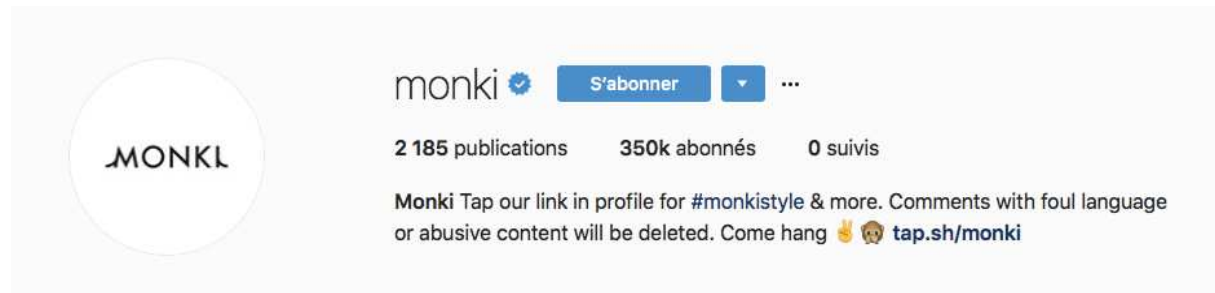 monki S'abonner ...
MONKI
2 185 publications 350k abonnés 0 suivis
Monki Tap our link in profile for #monkistyle & more. Comments with foul language
or abusive content will be deleted. Come hang ✌️🙊 tap.sh/monki